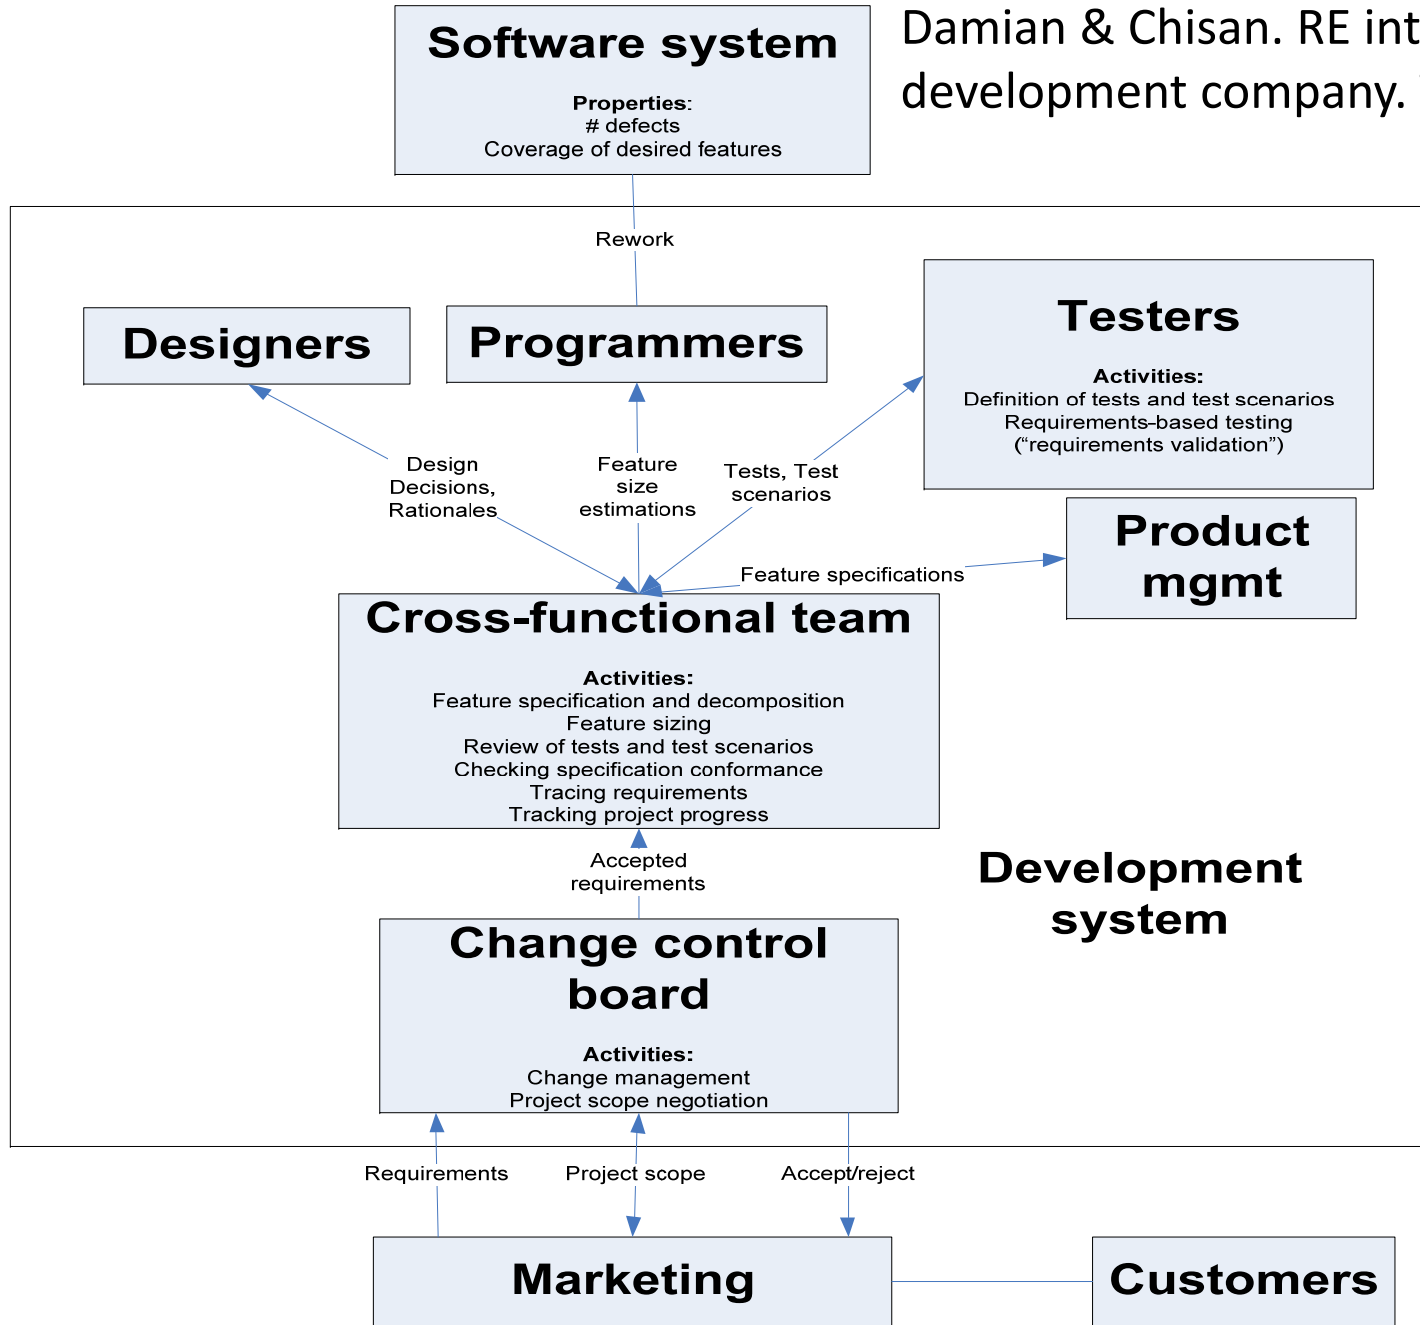 Software system
Properties:
# defects
Coverage of desired features
Damian & Chisan. RE int
development company.
Rework
Designers
Programmers
Testers
Activities:
Definition of tests and test scenarios
Requirements-based testing
(“requirements validation”)
Design
Decisions,
Rationales
Feature
size
estimations
Tests, Test
scenarios
Product
mgmt
Feature specifications
Cross-functional team
Activities:
Feature specification and decomposition
Feature sizing
Review of tests and test scenarios
Checking specification conformance
Tracing requirements
Tracking project progress
Accepted
requirements
Development
system
Change control
board
Activities:
Change management
Project scope negotiation
Requirements
Project scope
Accept/reject
Marketing
Customers